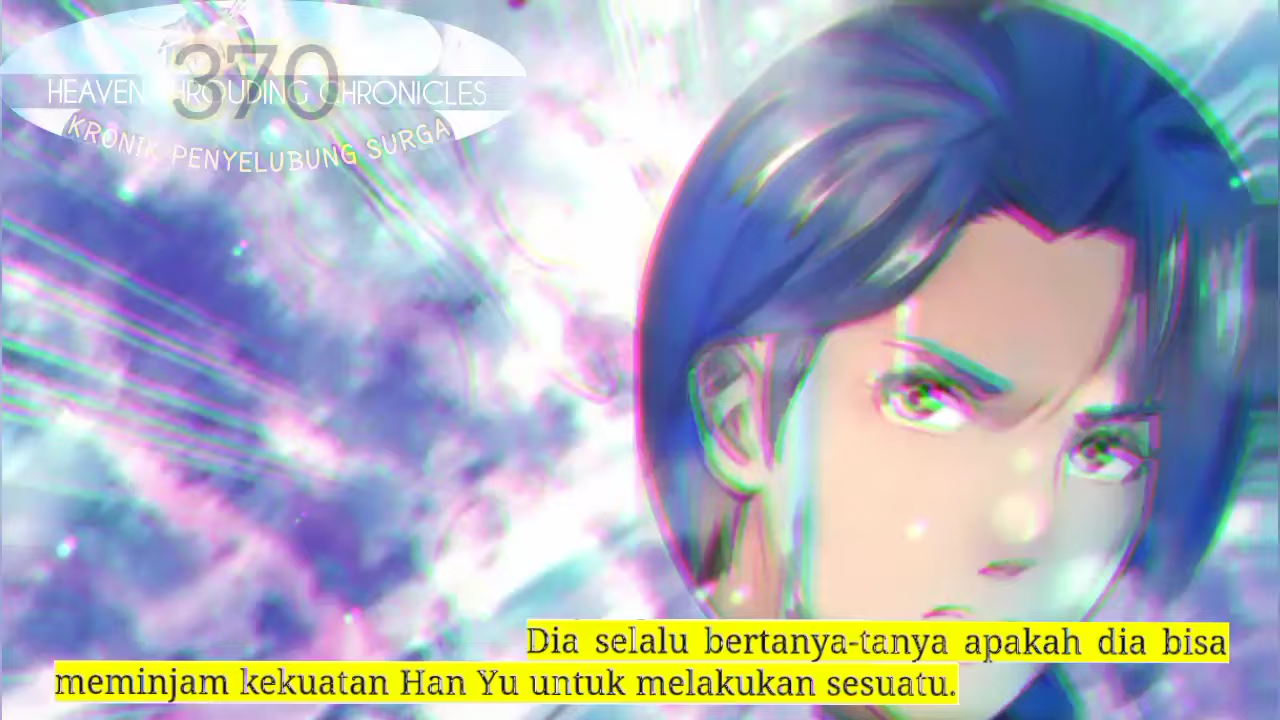 370
HEAVEN SHROUDING CHRONICLES
KRONIK PENYELUBUNG SURGA
Dia selalu bertanya-tanya apakah dia bisa
meminjam kekuatan Han Yu untuk melakukan sesuatu.